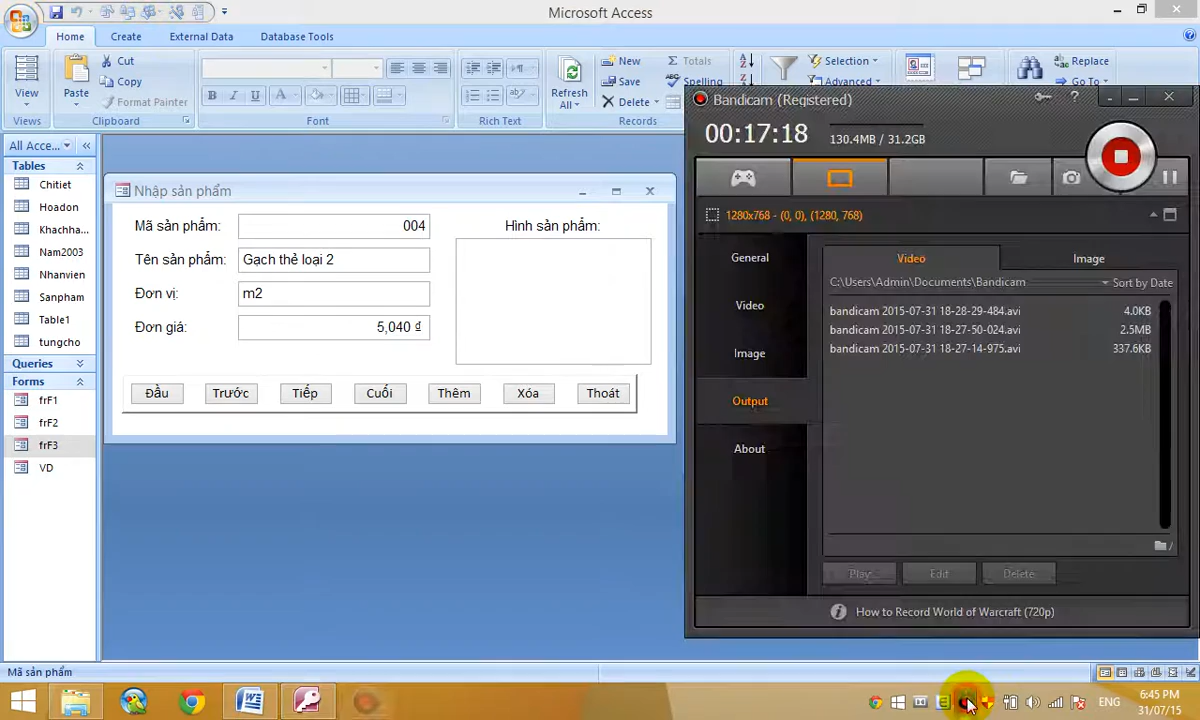 Microsoft Access
Home Create External Data Database Tools
View
Views
Paste
Cut
Copy
Format Painter
Clipboard
B I U
Font
Rich Text
Refresh
All
New
Save
Delete
Totals
Spelling
Records
Selection
Advanced
Replace
Go To
All Acce...
Tables
Chitiet
Hoadon
Khachha...
Nam2003
Nhanvien
Sanpham
Table1
tungcho
Queries
Forms
frF1
frF2
frF3
VD
Nhập sản phẩm
Mã sản phẩm: 004
Hình sản phẩm:
Tên sản phẩm: Gạch thẻ loại 2
Đơn vị: m2
Đơn giá: 5,040 ₫
Đầu Trước Tiếp Cuối Thêm Xóa Thoát
Bandicam (Registered)
00:17:18 130.4MB / 31.2GB
1280x768 - (0, 0), (1280, 768)
General
Video
Image
Output
About
Video Image
C:\Users\Admin\Documents\Bandicam Sort by Date
bandicam 2015-07-31 18-28-29-484.avi 4.0KB
bandicam 2015-07-31 18-27-50-024.avi 2.5MB
bandicam 2015-07-31 18-27-14-975.avi 337.6KB
Play Edit Delete
How to Record World of Warcraft (720p)
Mã sản phẩm
ENG
6:45 PM
31/07/15